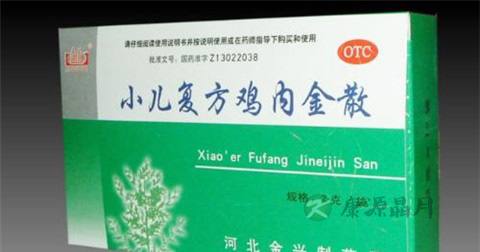 请仔细阅读使用说明书并按说明使用或在药师指导下购买和使用
批准文号：国药准字Z13022038
OTC
小儿复方鸡内金散
Xiao'er Fufang Jineijin San
规格 2克
康源晶月
河北金兴制药